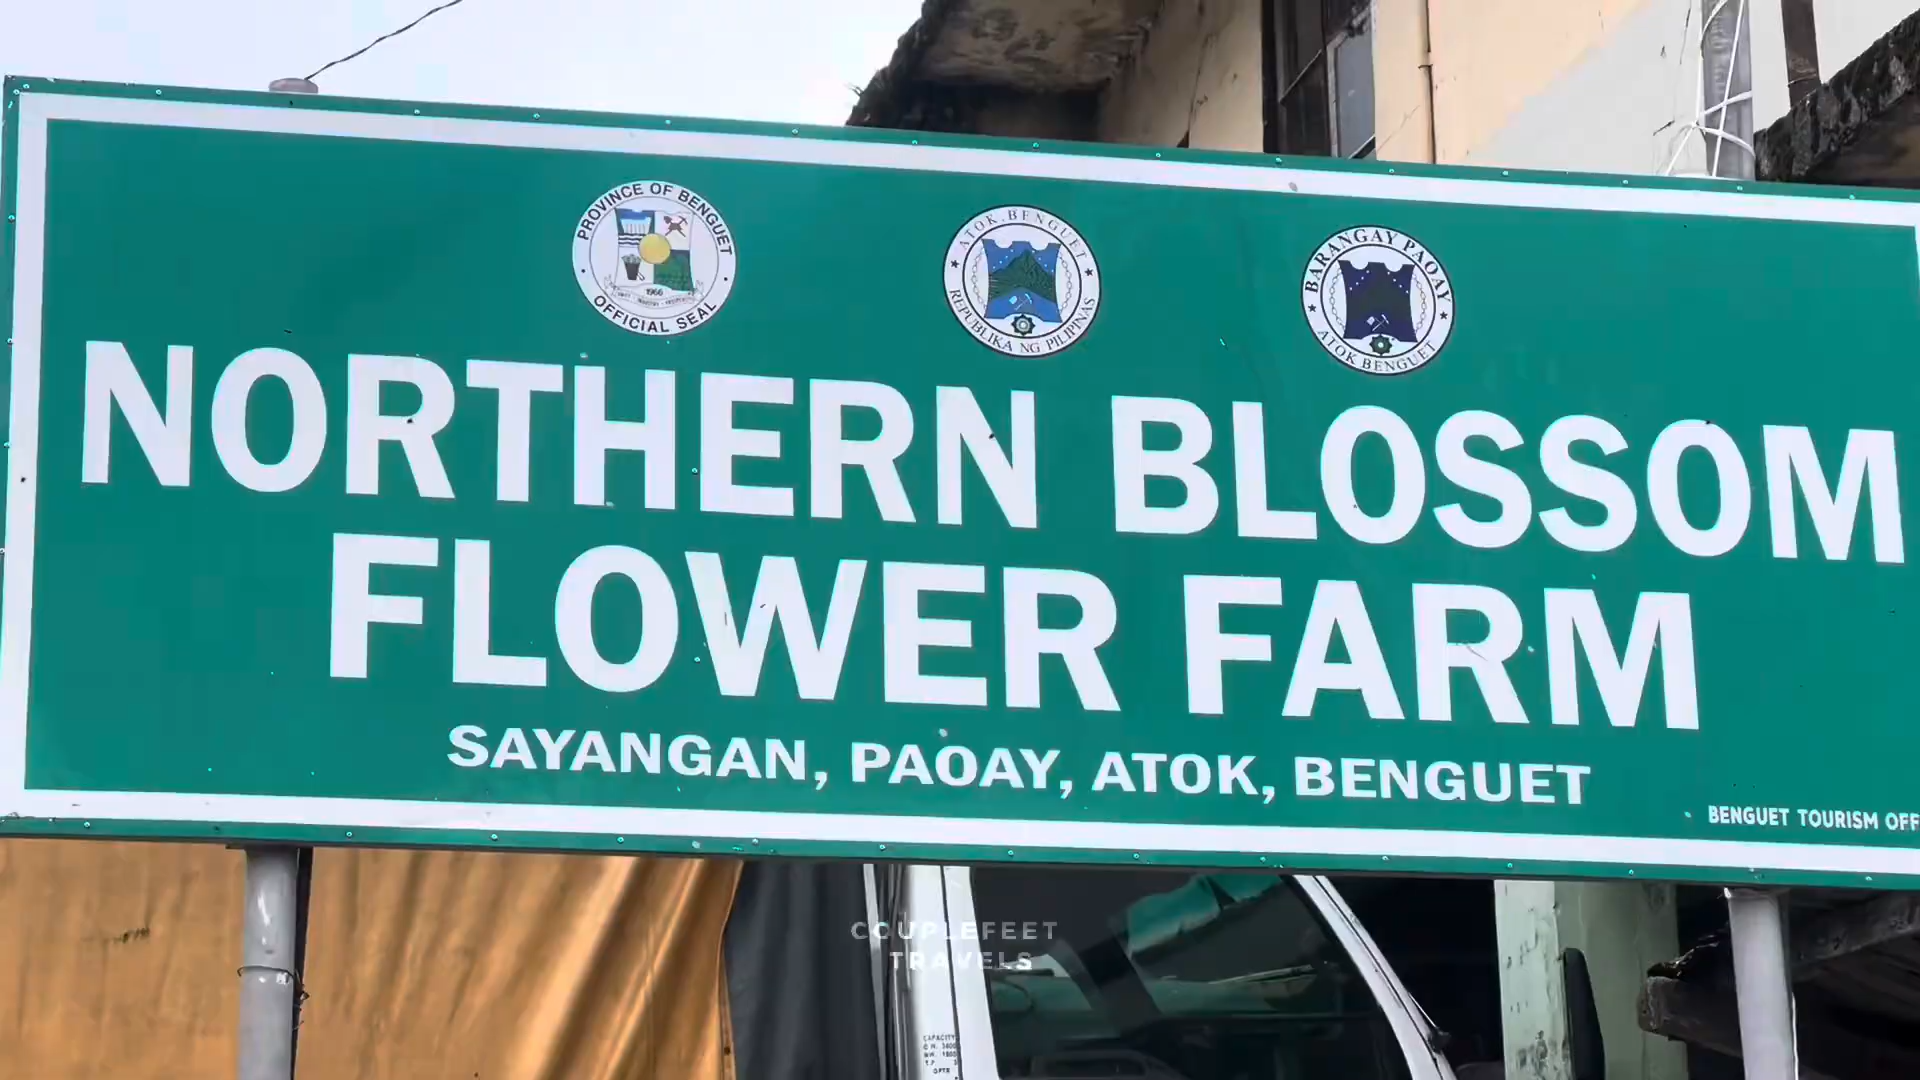 PROVINCE OF BENGUET
1966
OFFICIAL SEAL
ATOK, BENGUET
REPUBLIKA NG PILIPINAS
BARANGAY PAOAY
ATOK BENGUET
NORTHERN BLOSSOM
FLOWER FARM
SAYANGAN, PAOAY, ATOK, BENGUET
BENGUET TOURISM OFF
COUPLEFEET
TRAVELS
CAPACITY